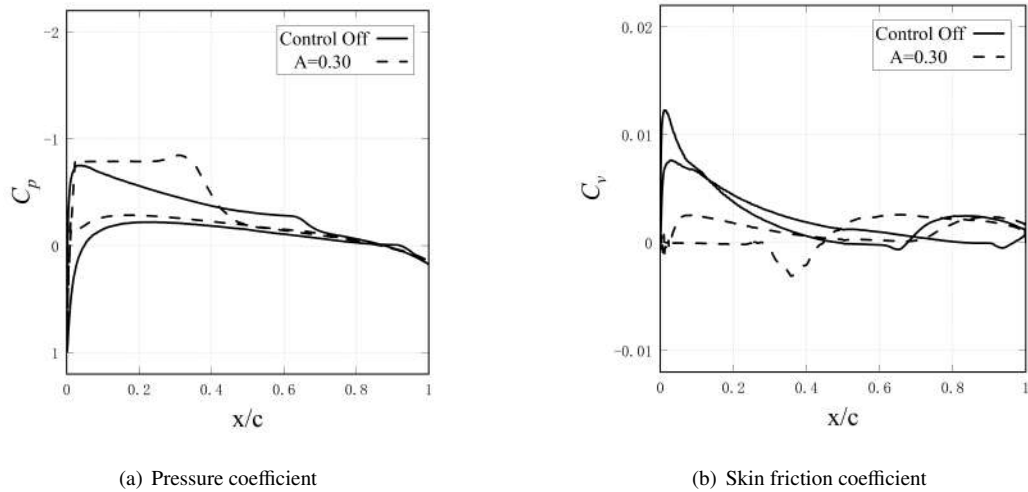 -2
-1
0
1
0
0.2
0.4
0.6
0.8
1
C_p
x/c
Control Off
A=0.30
(a) Pressure coefficient
0.02
0.01
0
-0.01
0
0.2
0.4
0.6
0.8
1
C_v
x/c
Control Off
A=0.30
(b) Skin friction coefficient